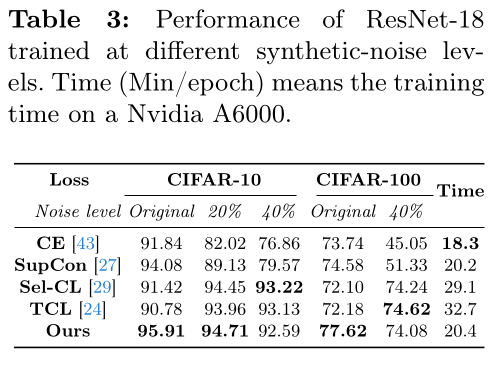 Table 3: Performance of ResNet-18
trained at different synthetic-noise lev-
els. Time (Min/epoch) means the training
time on a Nvidia A6000.
Loss CIFAR-10 CIFAR-100 Time
Noise level Original 20% 40% Original 40%
CE [43] 91.84 82.02 76.86 73.74 45.05 18.3
SupCon [27] 94.08 89.13 79.57 74.58 51.33 20.2
Sel-CL [29] 91.42 94.45 93.22 72.10 74.24 29.1
TCL [24] 90.78 93.96 93.13 72.18 74.62 32.7
Ours 95.91 94.71 92.59 77.62 74.08 20.4